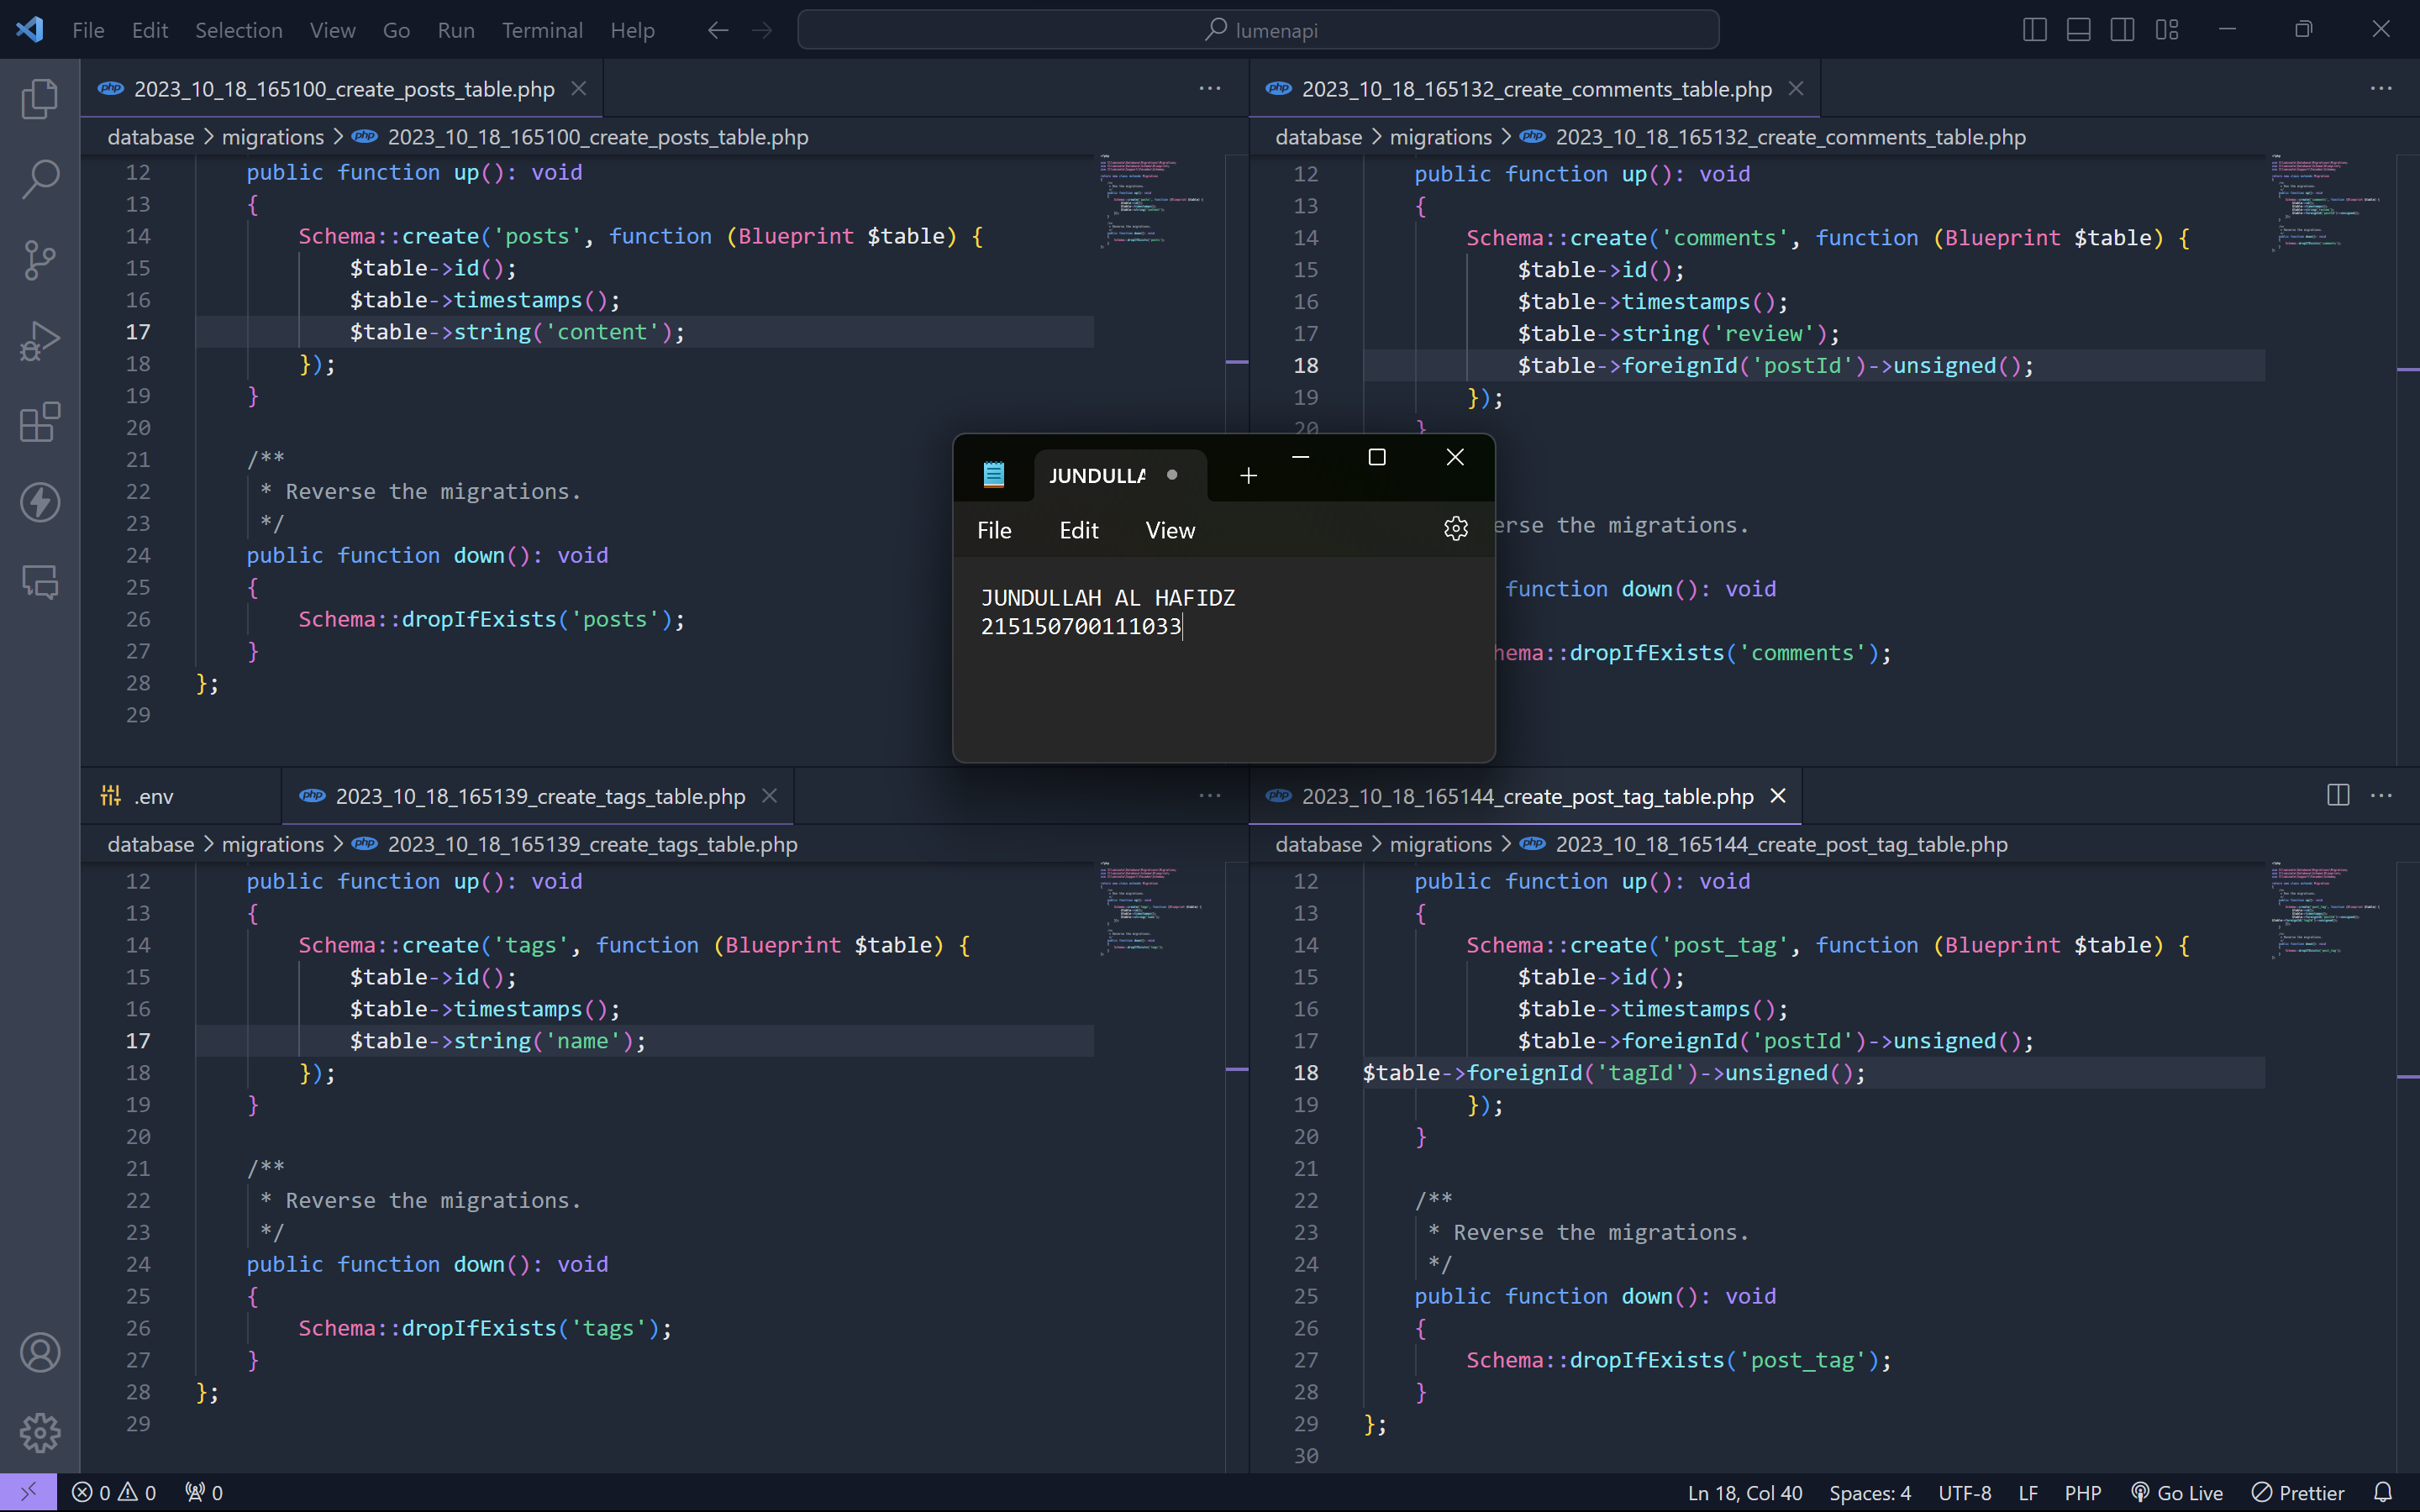 File Edit Selection View Go Run Terminal Help
lumenapi
2023_10_18_165100_create_posts_table.php
database > migrations > 2023_10_18_165100_create_posts_table.php
12 public function up(): void
13 {
14 Schema::create('posts', function (Blueprint $table) {
15 $table->id();
16 $table->timestamps();
17 $table->string('content');
18 });
19 }
20
21 /**
22 * Reverse the migrations.
23 */
24 public function down(): void
25 {
26 Schema::dropIfExists('posts');
27 }
28 };
29
2023_10_18_165132_create_comments_table.php
database > migrations > 2023_10_18_165132_create_comments_table.php
12 public function up(): void
13 {
14 Schema::create('comments', function (Blueprint $table) {
15 $table->id();
16 $table->timestamps();
17 $table->string('review');
18 $table->foreignId('postId')->unsigned();
19 });
20 }
erse the migrations.
function down(): void
hema::dropIfExists('comments');
JUNDULLA
File Edit View
JUNDULLAH AL HAFIDZ
215150700111033
.env
2023_10_18_165139_create_tags_table.php
database > migrations > 2023_10_18_165139_create_tags_table.php
12 public function up(): void
13 {
14 Schema::create('tags', function (Blueprint $table) {
15 $table->id();
16 $table->timestamps();
17 $table->string('name');
18 });
19 }
20
21 /**
22 * Reverse the migrations.
23 */
24 public function down(): void
25 {
26 Schema::dropIfExists('tags');
27 }
28 };
29
2023_10_18_165144_create_post_tag_table.php
database > migrations > 2023_10_18_165144_create_post_tag_table.php
12 public function up(): void
13 {
14 Schema::create('post_tag', function (Blueprint $table) {
15 $table->id();
16 $table->timestamps();
17 $table->foreignId('postId')->unsigned();
18 $table->foreignId('tagId')->unsigned();
19 });
20 }
21
22 /**
23 * Reverse the migrations.
24 */
25 public function down(): void
26 {
27 Schema::dropIfExists('post_tag');
28 }
29 };
30
0 0 0
Ln 18, Col 40 Spaces: 4 UTF-8 LF PHP Go Live Prettier